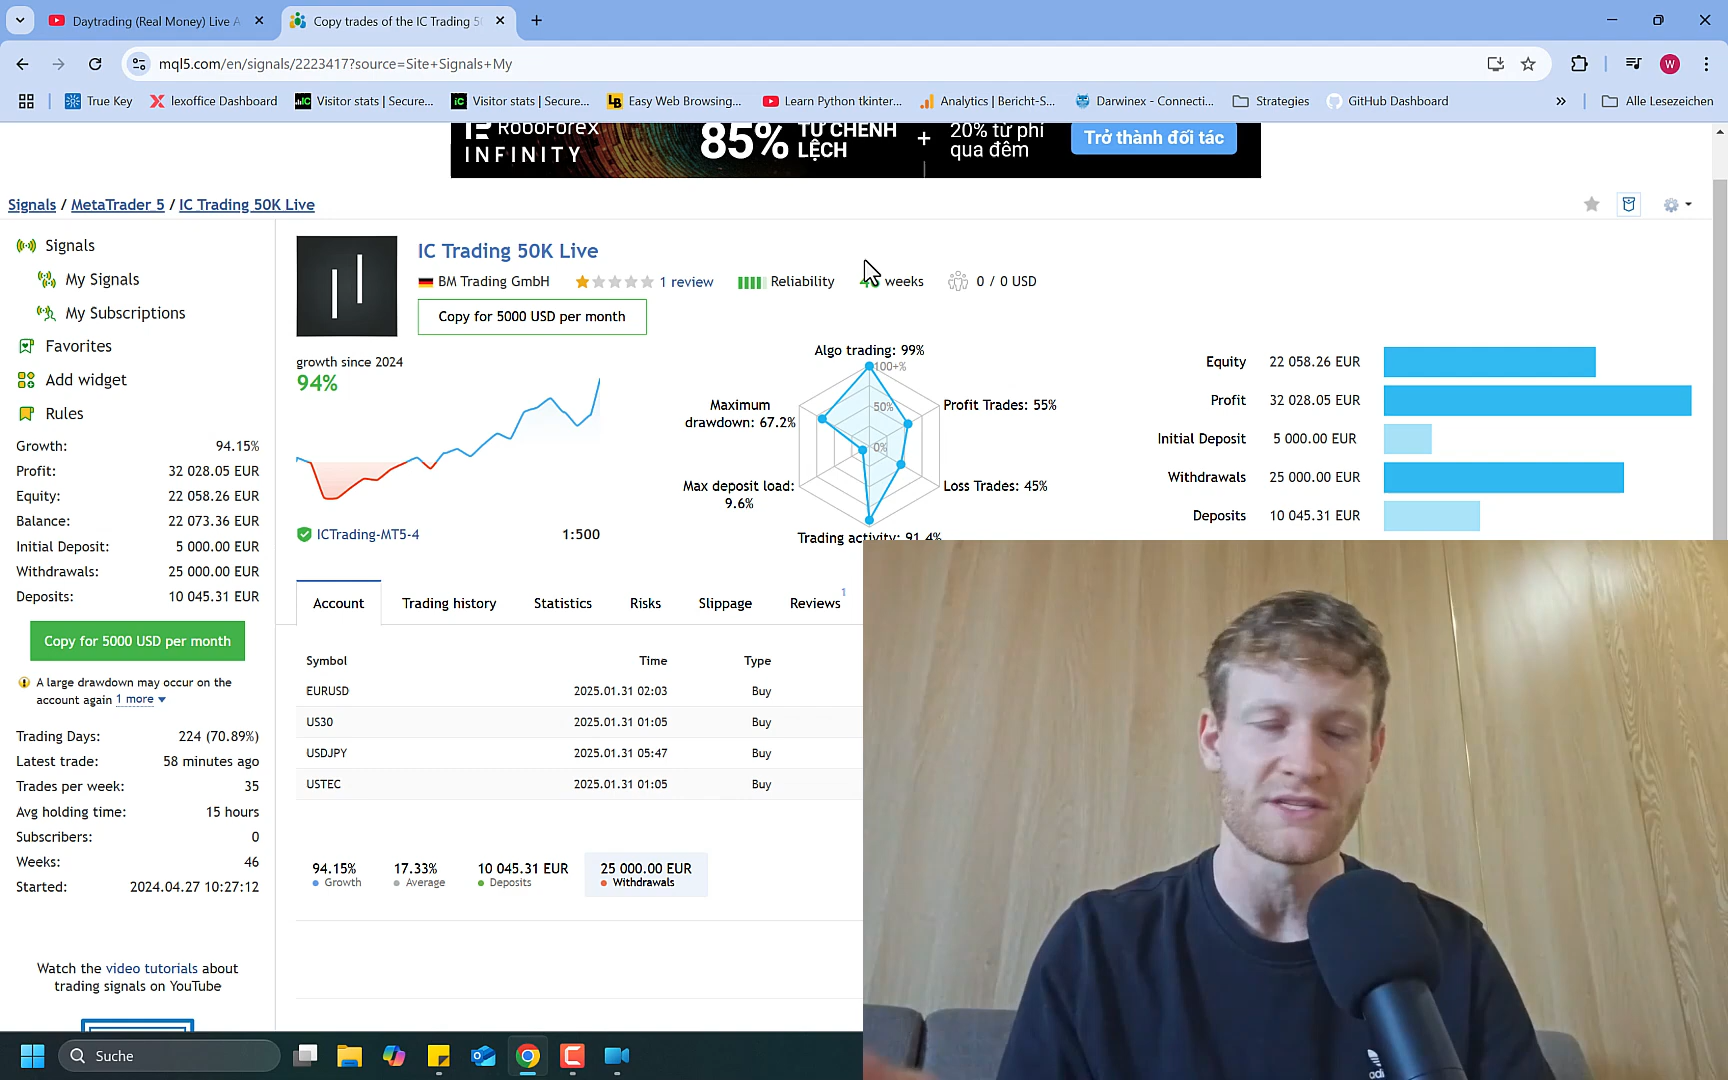 Daytrading (Real Money) Live A
Copy trades of the IC Trading 50
mql5.com/en/signals/2223417?source=Site+Signals+My
W
True Key
lexoffice Dashboard
Visitor stats | Secure...
Visitor stats | Secure...
Easy Web Browsing...
Learn Python tkinter...
Analytics | Bericht-S...
Darwinex - Connecti...
Strategies
GitHub Dashboard
»
Alle Lesezeichen
RoboForex
INFINITY
85%
TỪ CHÊNH
LỆCH
+
20% từ phí
qua đêm
Trở thành đối tác
Signals / MetaTrader 5 / IC Trading 50K Live
Signals
My Signals
My Subscriptions
Favorites
Add widget
Rules
Growth: 94.15%
Profit: 32 028.05 EUR
Equity: 22 058.26 EUR
Balance: 22 073.36 EUR
Initial Deposit: 5 000.00 EUR
Withdrawals: 25 000.00 EUR
Deposits: 10 045.31 EUR
Copy for 5000 USD per month
A large drawdown may occur on the
account again 1 more
Trading Days: 224 (70.89%)
Latest trade: 58 minutes ago
Trades per week: 35
Avg holding time: 15 hours
Subscribers: 0
Weeks: 46
Started: 2024.04.27 10:27:12
Watch the video tutorials about
trading signals on YouTube
IC Trading 50K Live
BM Trading GmbH
1 review
Reliability
weeks
0 / 0 USD
Copy for 5000 USD per month
growth since 2024
94%
ICTrading-MT5-4
1:500
Algo trading: 99%
100+%
50%
0%
Profit Trades: 55%
Loss Trades: 45%
Trading activity: 91.4%
Max deposit load:
9.6%
Maximum
drawdown: 67.2%
Equity 22 058.26 EUR
Profit 32 028.05 EUR
Initial Deposit 5 000.00 EUR
Withdrawals 25 000.00 EUR
Deposits 10 045.31 EUR
Account
Trading history
Statistics
Risks
Slippage
Reviews
1
Symbol Time Type
EURUSD 2025.01.31 02:03 Buy
US30 2025.01.31 01:05 Buy
USDJPY 2025.01.31 05:47 Buy
USTEC 2025.01.31 01:05 Buy
94.15%
Growth
17.33%
Average
10 045.31 EUR
Deposits
25 000.00 EUR
Withdrawals
adi
Suche